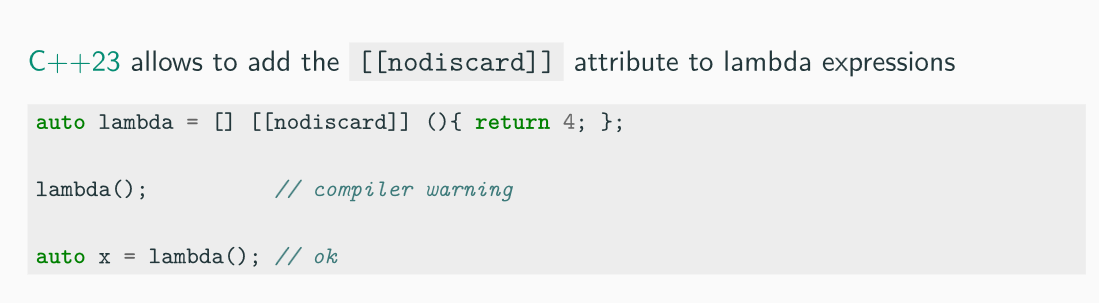 C++23 allows to add the [[nodiscard]] attribute to lambda expressions
auto lambda = [] [[nodiscard]] (){ return 4; };
lambda();          // compiler warning
auto x = lambda(); // ok